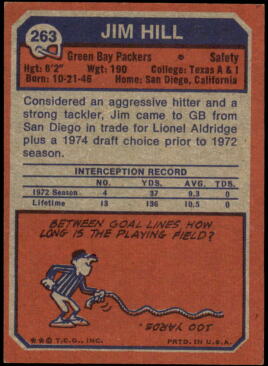 263
JIM HILL
Green Bay Packers • Safety
Hgt: 6'2" Wgt: 190 College: Texas A & I
Born: 10-21-46 Home: San Diego, California
Considered an aggressive hitter and a
strong tackler, Jim came to GB from
San Diego in trade for Lionel Aldridge
plus a 1974 draft choice prior to 1972
season.
INTERCEPTION RECORD
NO. YDS. AVG. TDS.
1972 Season 4 37 9.3 0
Lifetime 13 136 10.5 0
BETWEEN GOAL LINES, HOW
LONG IS THE PLAYING FIELD?
100 YARDS
**© T.C.G., INC. PRTD. IN U.S.A.